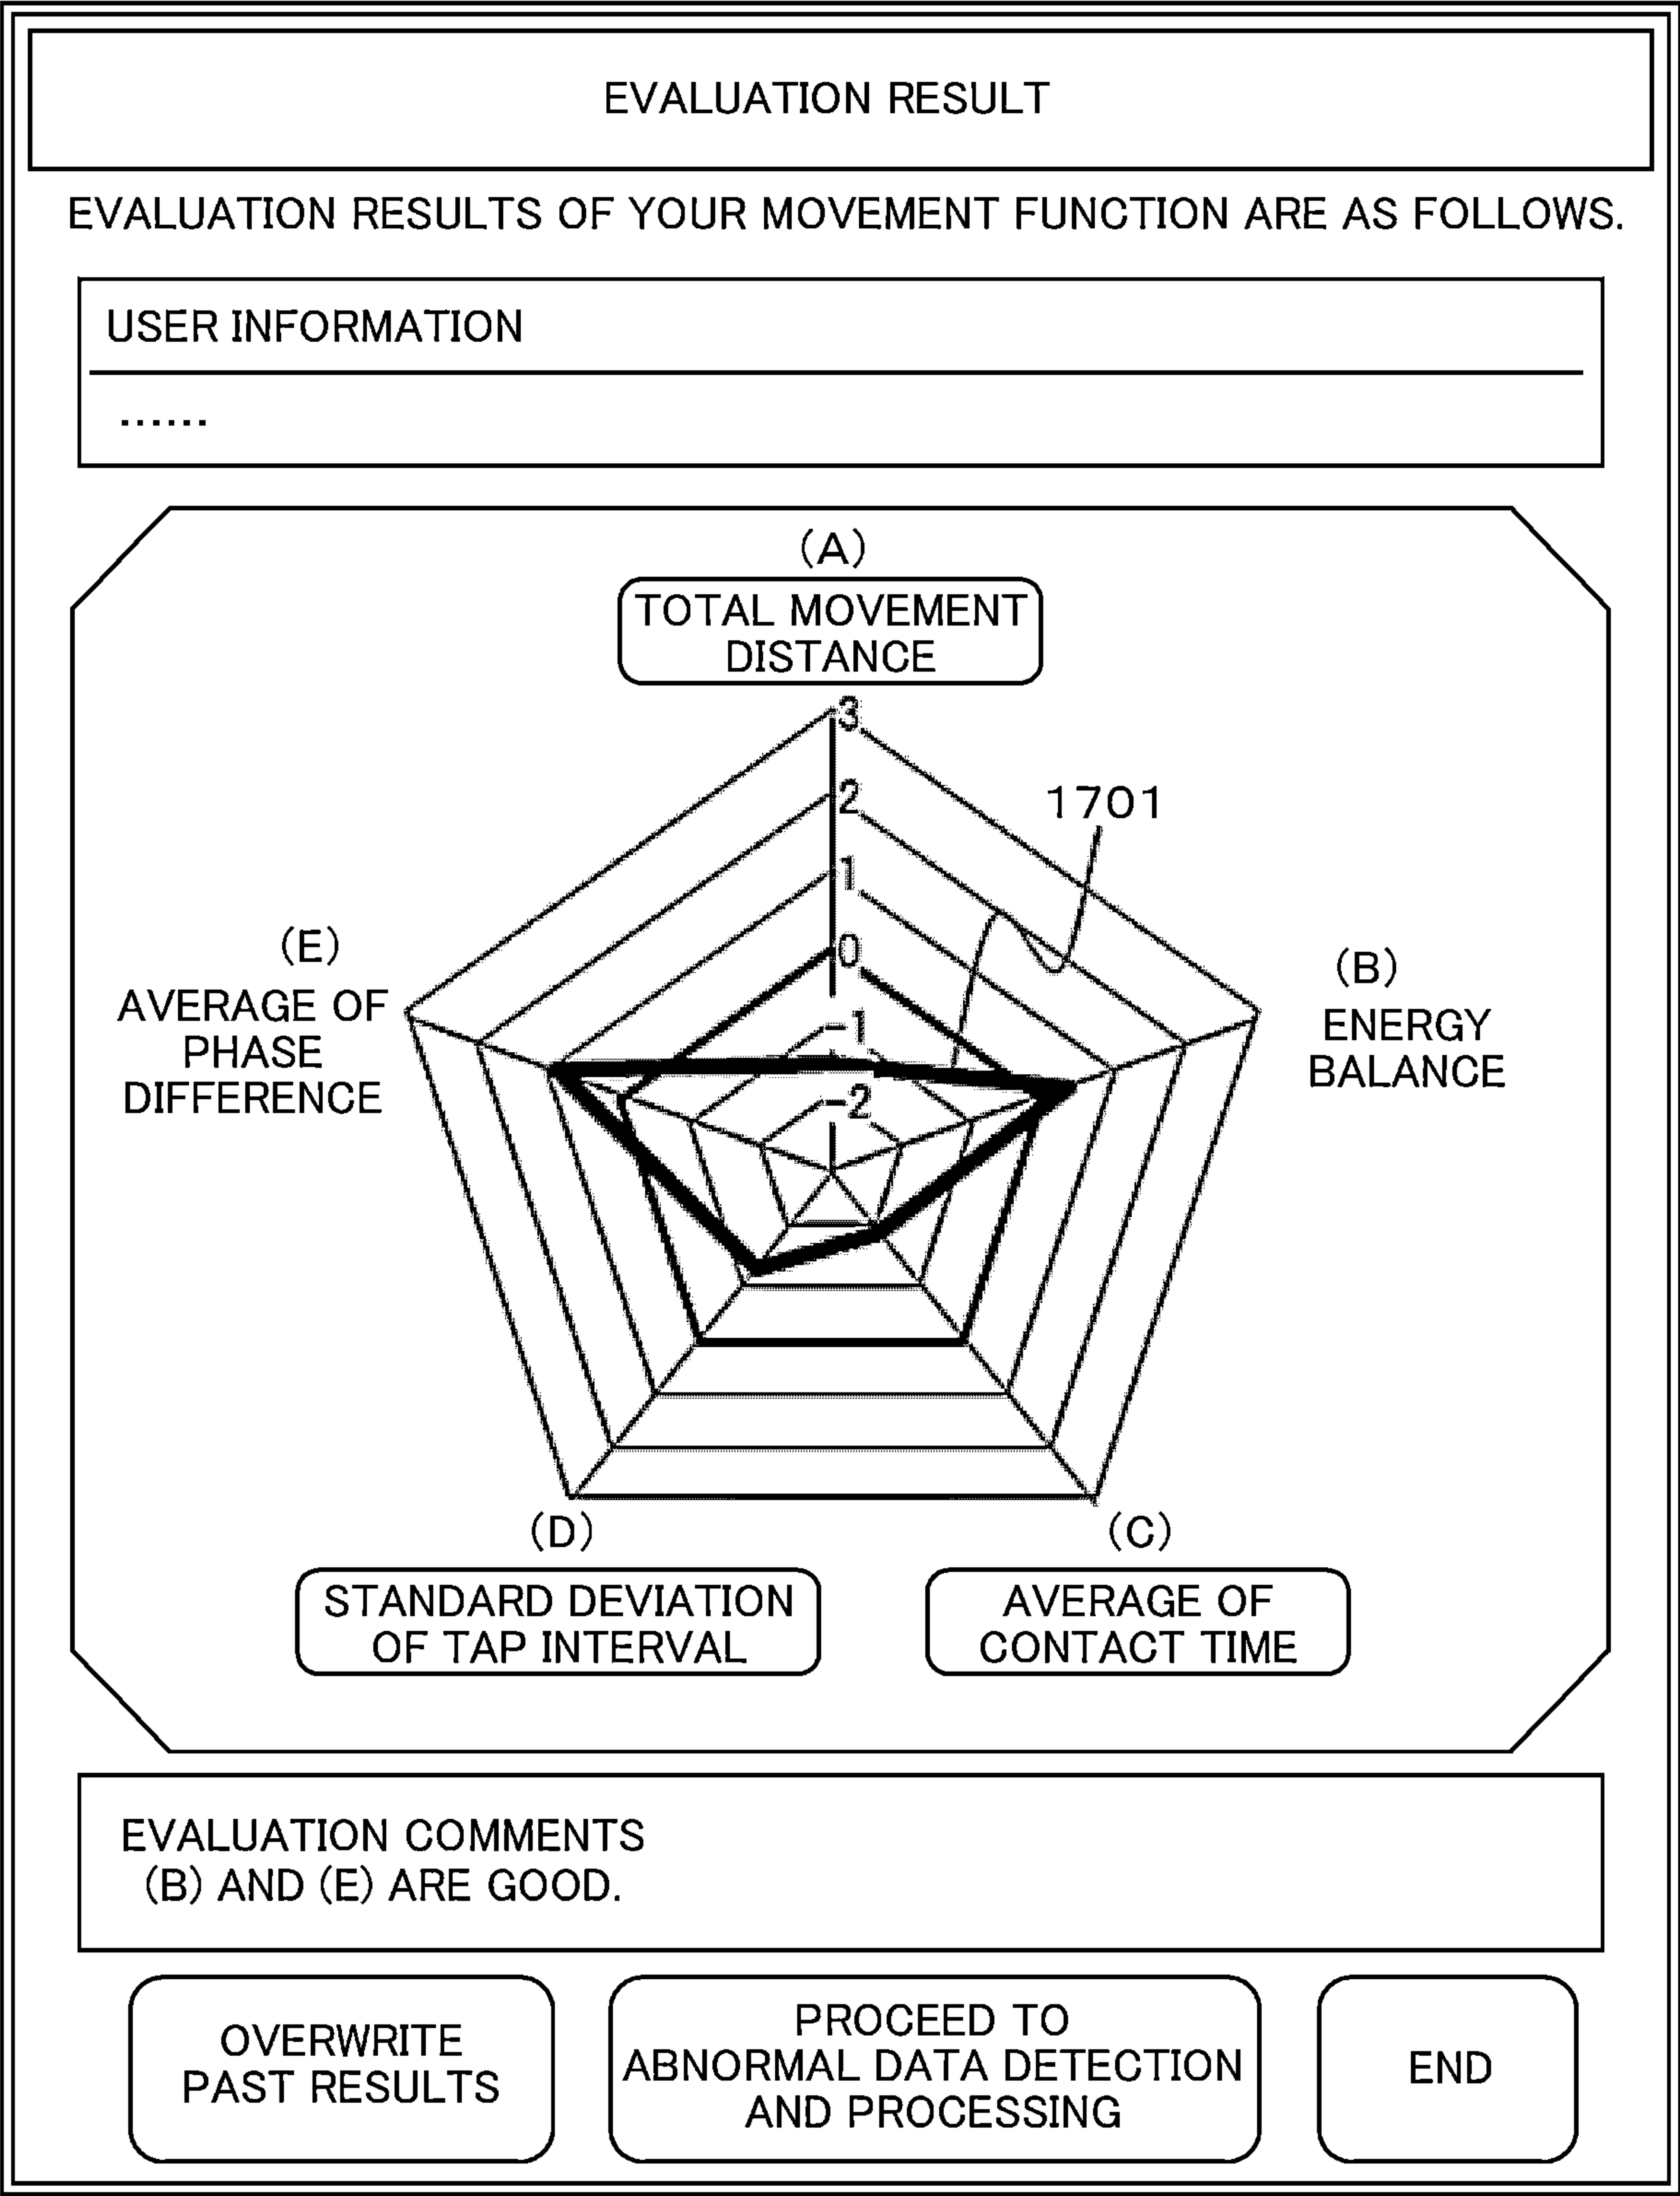 EVALUATION RESULT
EVALUATION RESULTS OF YOUR MOVEMENT FUNCTION ARE AS FOLLOWS.
USER INFORMATION
......
(A)
TOTAL MOVEMENT
DISTANCE
3
2
1
0
-1
-2
1701
(E)
AVERAGE OF
PHASE
DIFFERENCE
(B)
ENERGY
BALANCE
(D)
STANDARD DEVIATION
OF TAP INTERVAL
(C)
AVERAGE OF
CONTACT TIME
EVALUATION COMMENTS
(B) AND (E) ARE GOOD.
OVERWRITE
PAST RESULTS
PROCEED TO
ABNORMAL DATA DETECTION
AND PROCESSING
END